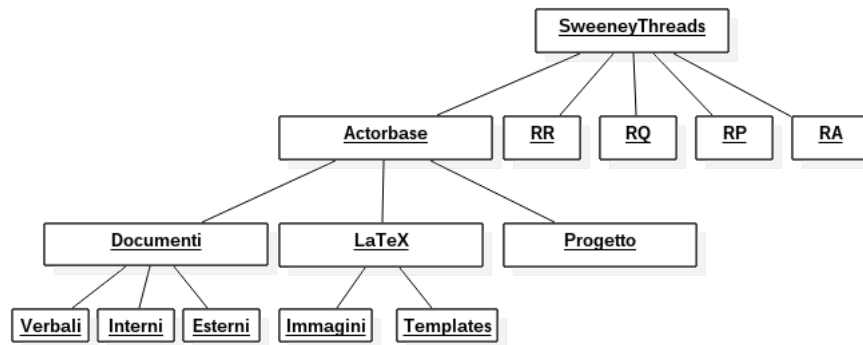 SweeneyThreads
Actorbase
RR
RQ
RP
RA
Documenti
LaTeX
Progetto
Verbali
Interni
Esterni
Immagini
Templates